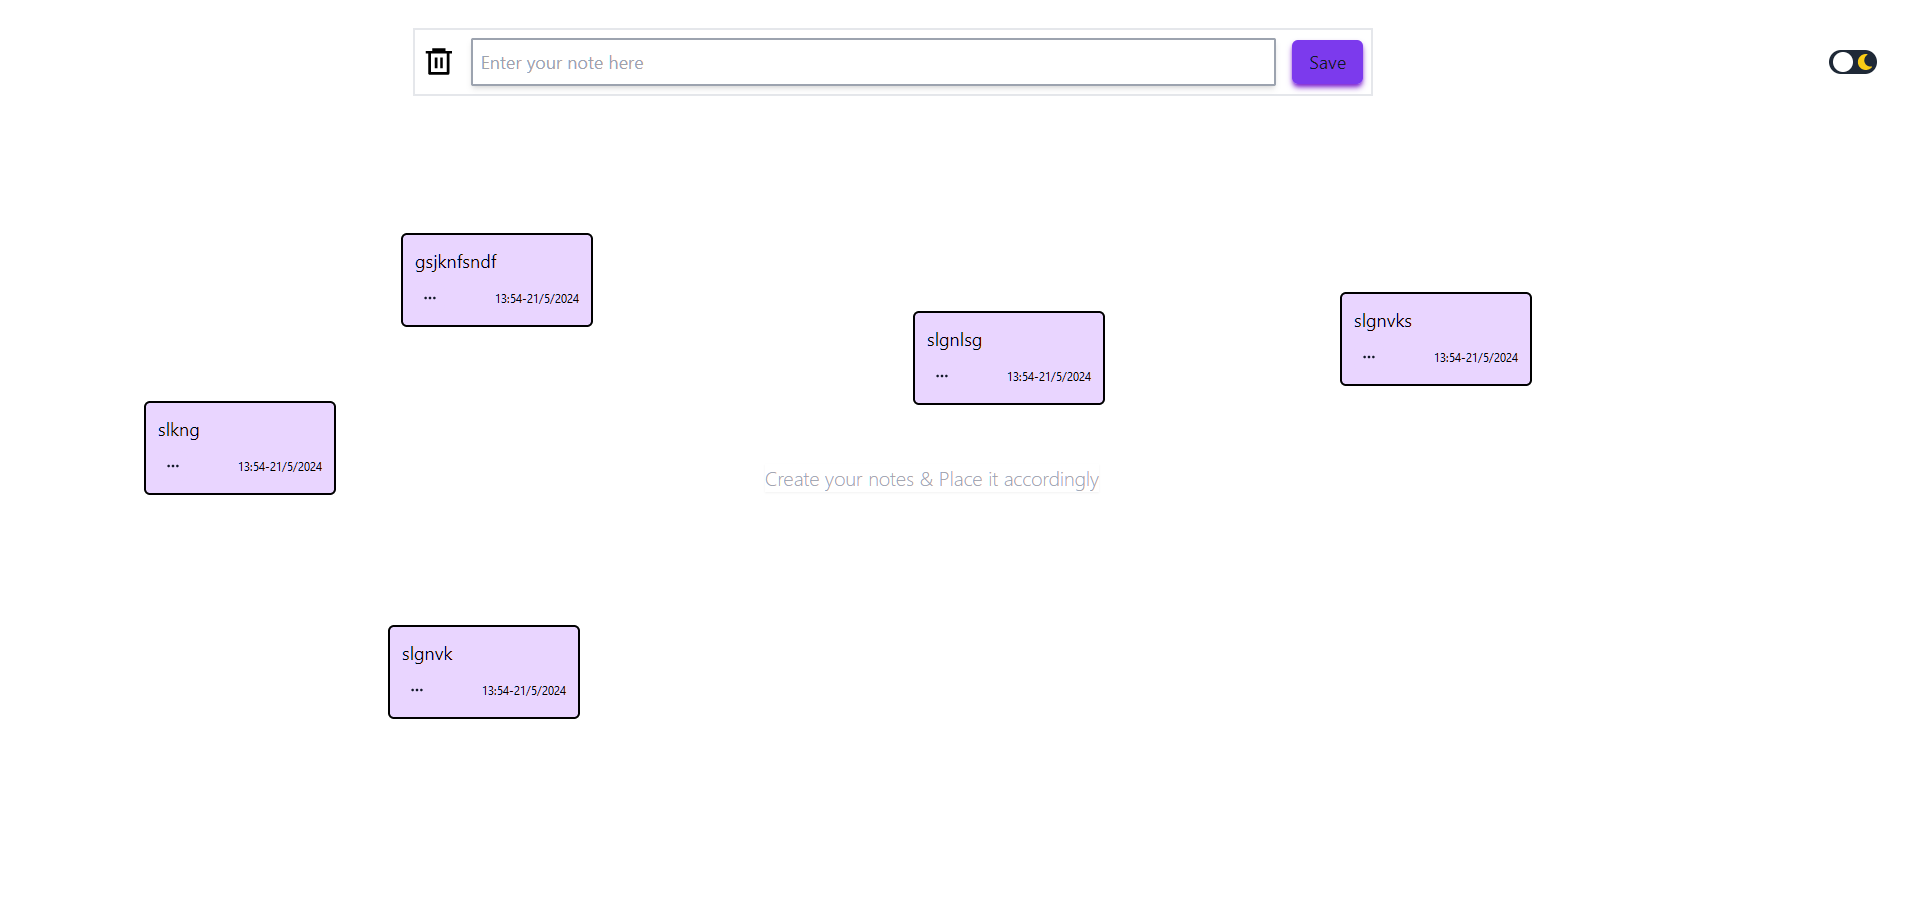 Enter your note here
Save
gsjknfsndf
... 13:54-21/5/2024
slgnvks
... 13:54-21/5/2024
slgnlsg
... 13:54-21/5/2024
slkng
... 13:54-21/5/2024
Create your notes & Place it accordingly
slgnvk
... 13:54-21/5/2024